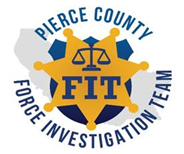 PIERCE COUNTY
FIT
FORCE INVESTIGATION TEAM